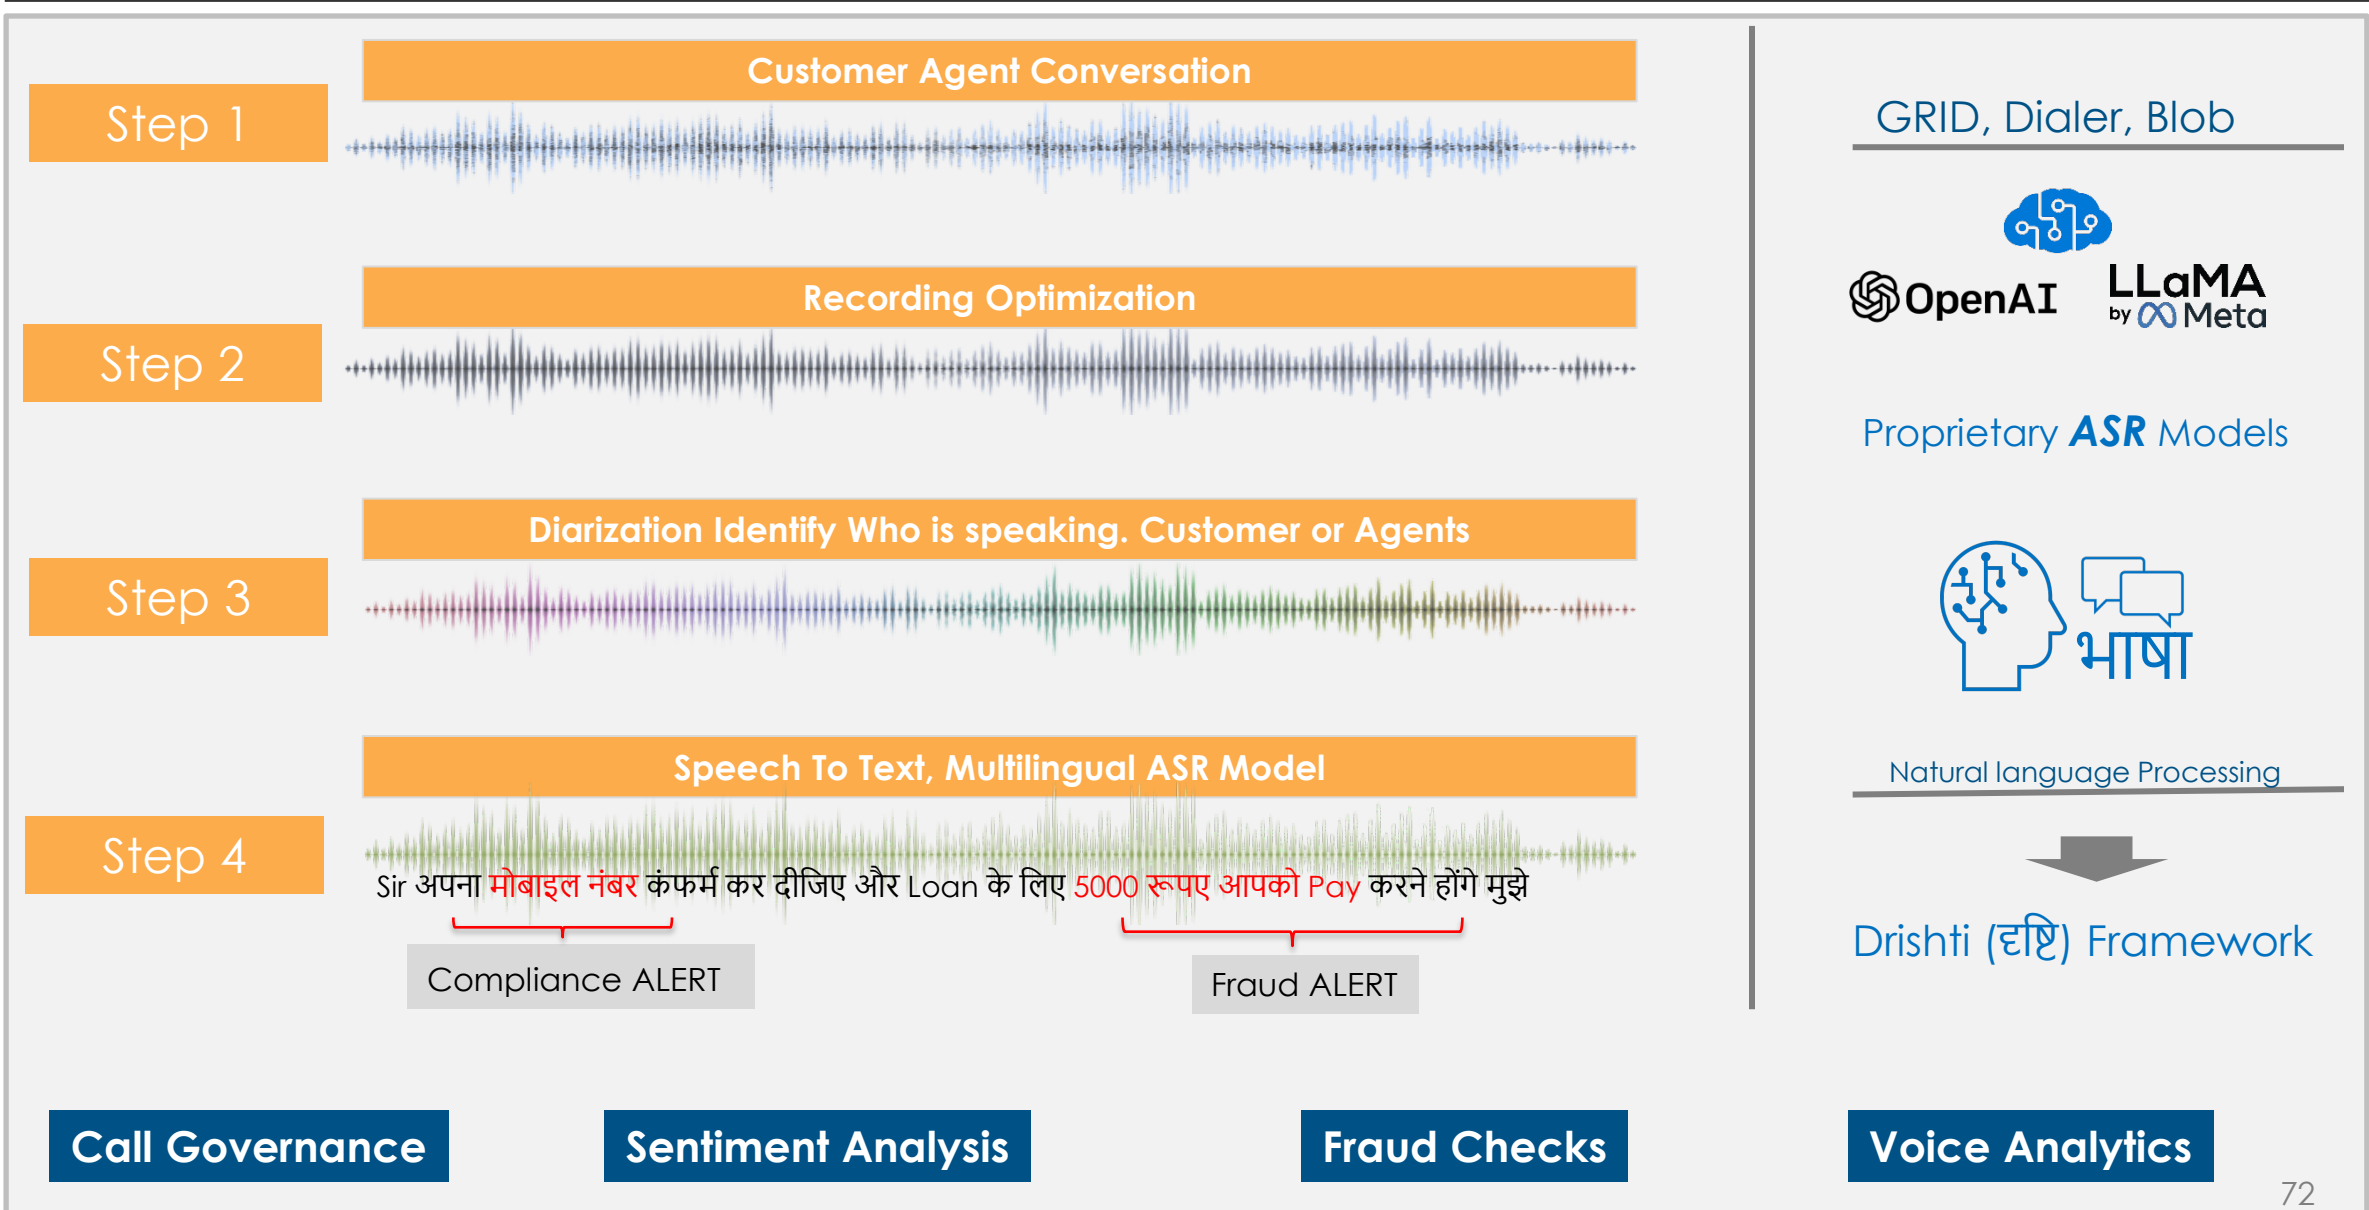 Step 1
Customer Agent Conversation
Step 2
Recording Optimization
Step 3
Diarization Identify Who is speaking. Customer or Agents
Step 4
Speech To Text, Multilingual ASR Model
Sir अपना मोबाइल नंबर कंफर्म कर दीजिए और Loan के लिए 5000 रूपए आपको Pay करने होंगे मुझे
Compliance ALERT
Fraud ALERT
GRID, Dialer, Blob
OpenAI
LLaMA
by Meta
Proprietary ASR Models
भाषा
Natural language Processing
Drishti (दृष्टि) Framework
Call Governance
Sentiment Analysis
Fraud Checks
Voice Analytics
72